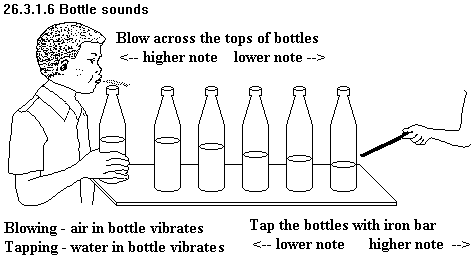 26.3.1.6 Bottle sounds
Blow across the tops of bottles
<-- higher note lower note -->
Blowing - air in bottle vibrates
Tapping - water in bottle vibrates
Tap the bottles with iron bar
<-- lower note higher note -->